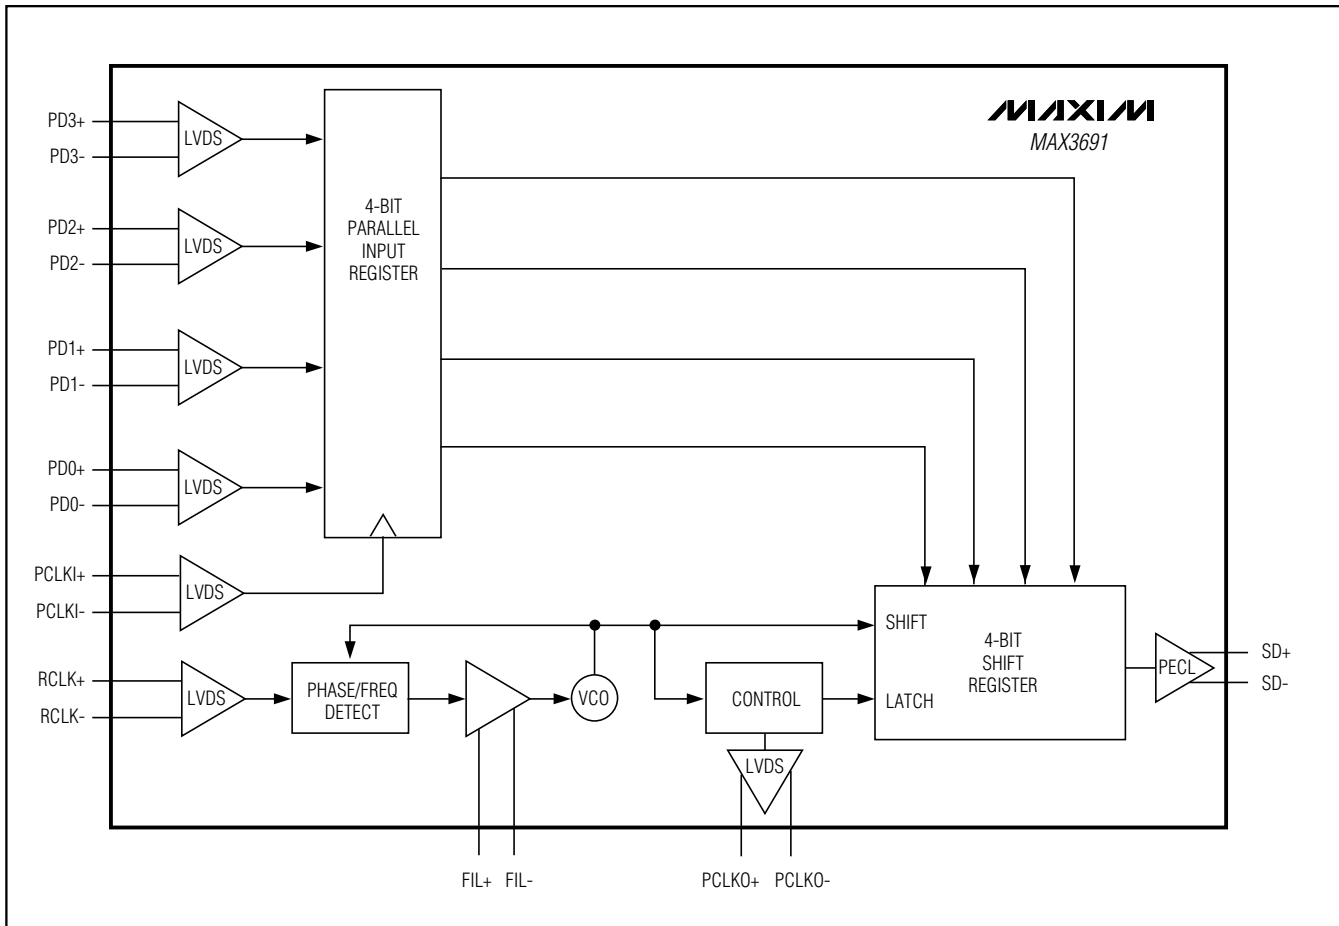 MAXIM
MAX3691
PD3+
PD3-
LVDS
PD2+
PD2-
LVDS
PD1+
PD1-
LVDS
PD0+
PD0-
LVDS
4-BIT
PARALLEL
INPUT
REGISTER
PCLKI+
PCLKI-
LVDS
RCLK+
RCLK-
LVDS
PHASE/FREQ
DETECT
VCO
CONTROL
SHIFT
LATCH
4-BIT
SHIFT
REGISTER
PECL
SD+
SD-
LVDS
FIL+ FIL-
PCLKO+ PCLKO-